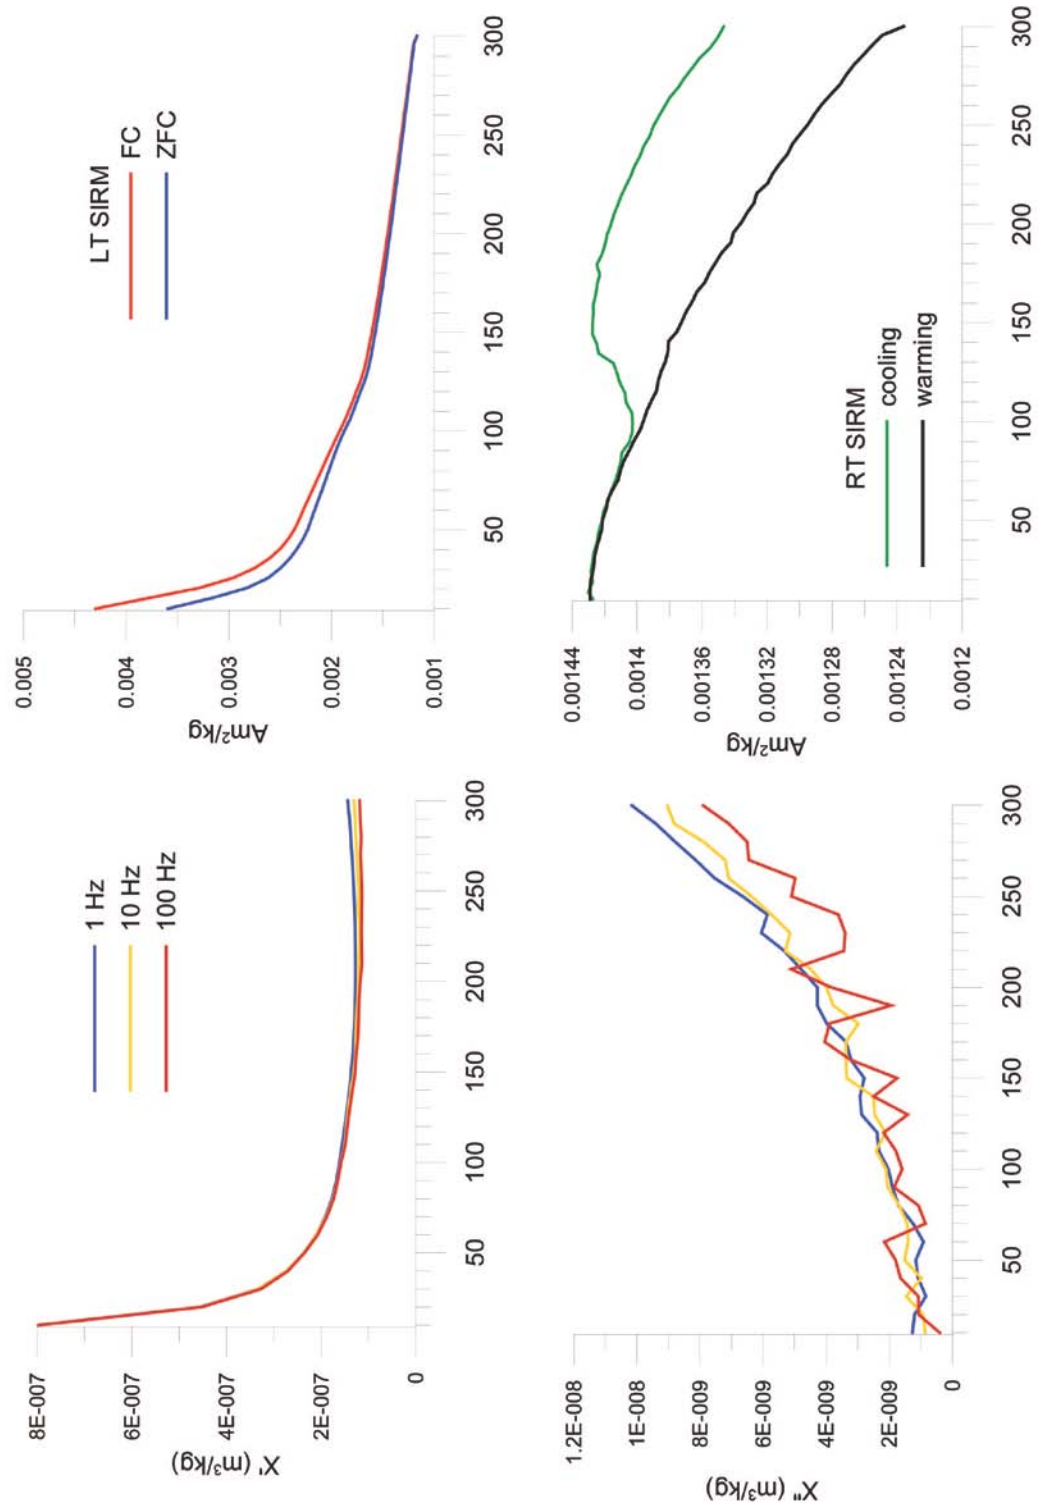 X' (m³/kg)
8E-007
6E-007
4E-007
2E-007
0
1 Hz
10 Hz
100 Hz
50 100 150 200 250 300
Am²/kg
0.005
0.004
0.003
0.002
0.001
LT SIRM
FC
ZFC
50 100 150 200 250 300
X'' (m³/kg)
1.2E-008
1E-008
8E-009
6E-009
4E-009
2E-009
0
50 100 150 200 250 300
Am²/kg
0.00144
0.0014
0.00136
0.00132
0.00128
0.00124
0.0012
RT SIRM
cooling
warming
50 100 150 200 250 300